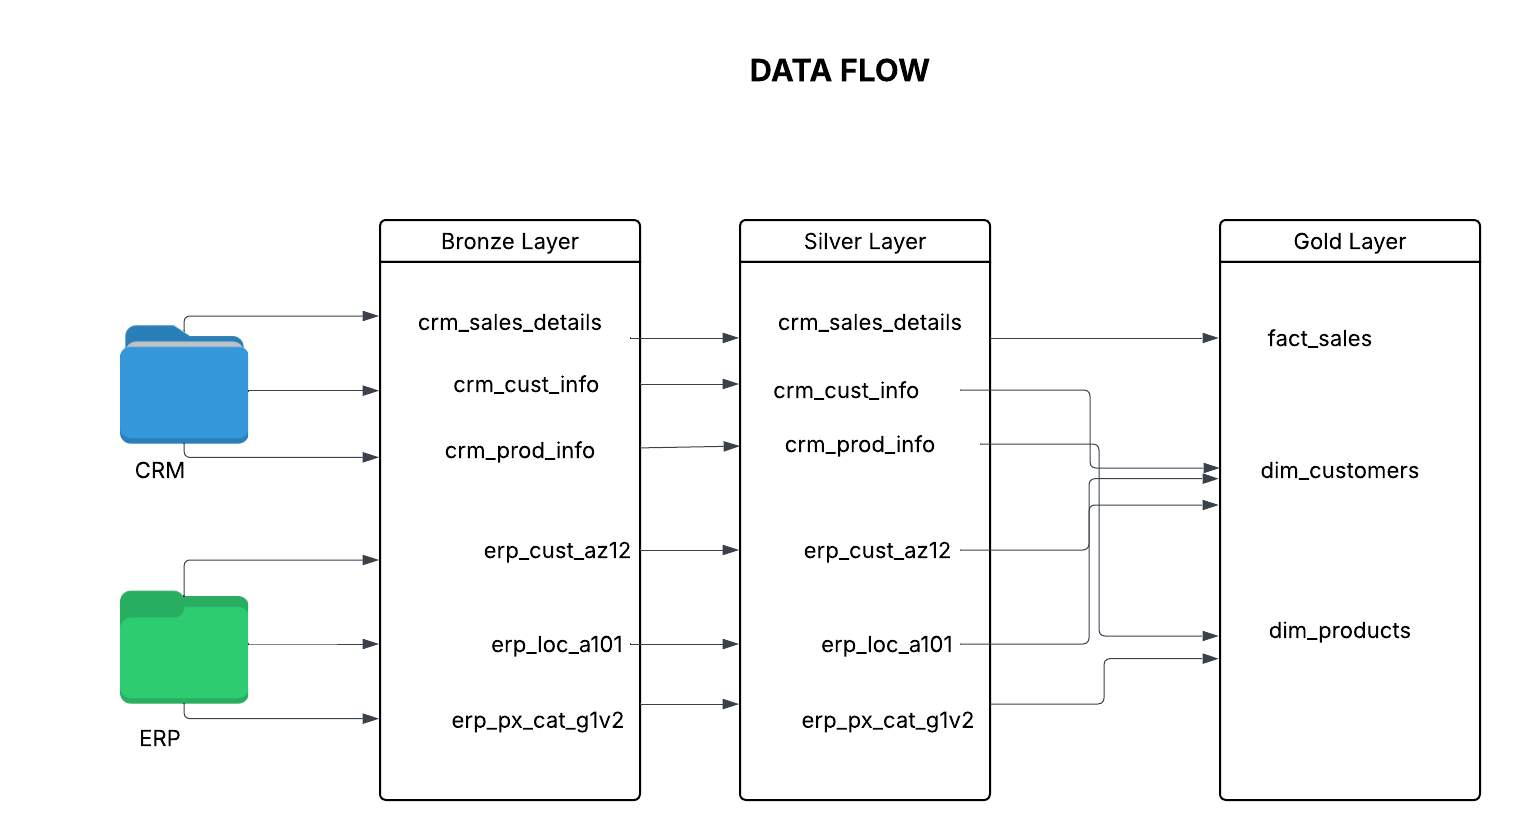 DATA FLOW
CRM
ERP
Bronze Layer
crm_sales_details
crm_cust_info
crm_prod_info
erp_cust_az12
erp_loc_a101
erp_px_cat_g1v2
Silver Layer
crm_sales_details
crm_cust_info
crm_prod_info
erp_cust_az12
erp_loc_a101
erp_px_cat_g1v2
Gold Layer
fact_sales
dim_customers
dim_products